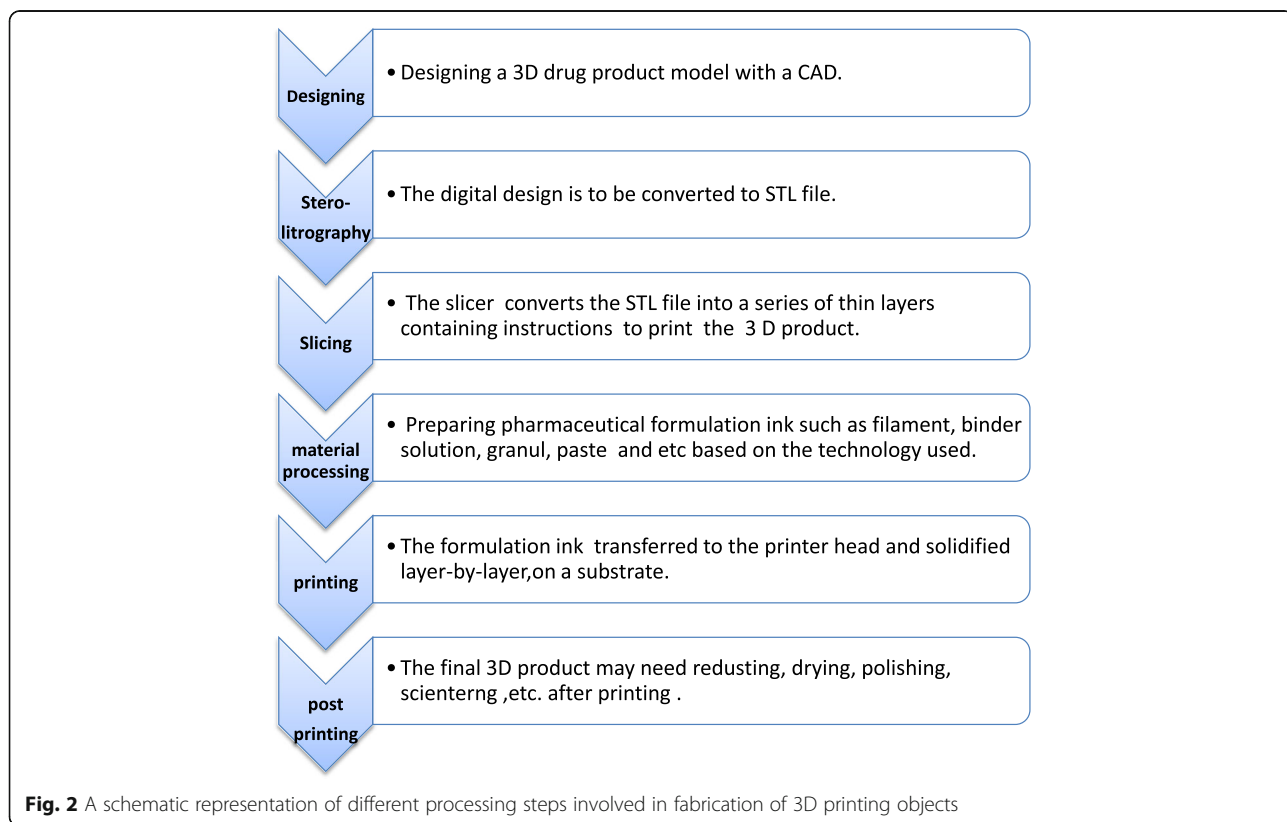 Designing
• Designing a 3D drug product model with a CAD.
Stero-
litrography
• The digital design is to be converted to STL file.
Slicing
• The slicer converts the STL file into a series of thin layers
containing instructions to print the 3 D product.
material
processing
• Preparing pharmaceutical formulation ink such as filament, binder
solution, granul, paste and etc based on the technology used.
printing
• The formulation ink transferred to the printer head and solidified
layer-by-layer,on a substrate.
post
printing
• The final 3D product may need redusting, drying, polishing,
scienterng ,etc. after printing .
Fig. 2 A schematic representation of different processing steps involved in fabrication of 3D printing objects